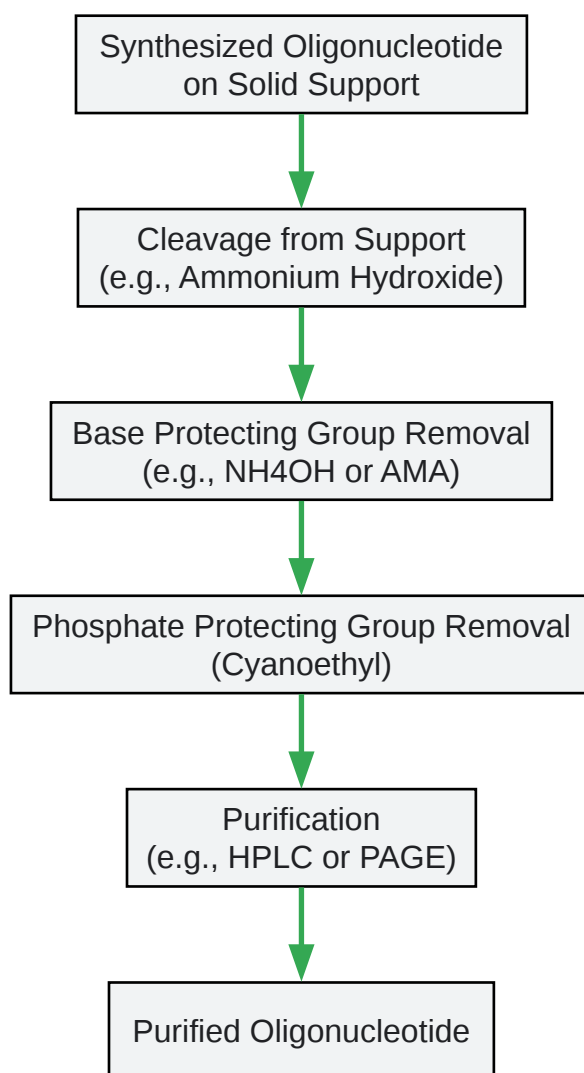 Synthesized Oligonucleotide
on Solid Support
Cleavage from Support
(e.g., Ammonium Hydroxide)
Base Protecting Group Removal
(e.g., NH4OH or AMA)
Phosphate Protecting Group Removal
(Cyanoethyl)
Purification
(e.g., HPLC or PAGE)
Purified Oligonucleotide